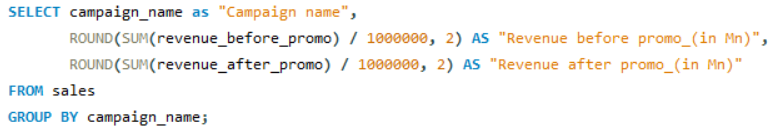 SELECT campaign_name as "Campaign name",
ROUND(SUM(revenue_before_promo) / 1000000, 2) AS "Revenue before promo_(in Mn)",
ROUND(SUM(revenue_after_promo) / 1000000, 2) AS "Revenue after promo_(in Mn)"
FROM sales
GROUP BY campaign_name;